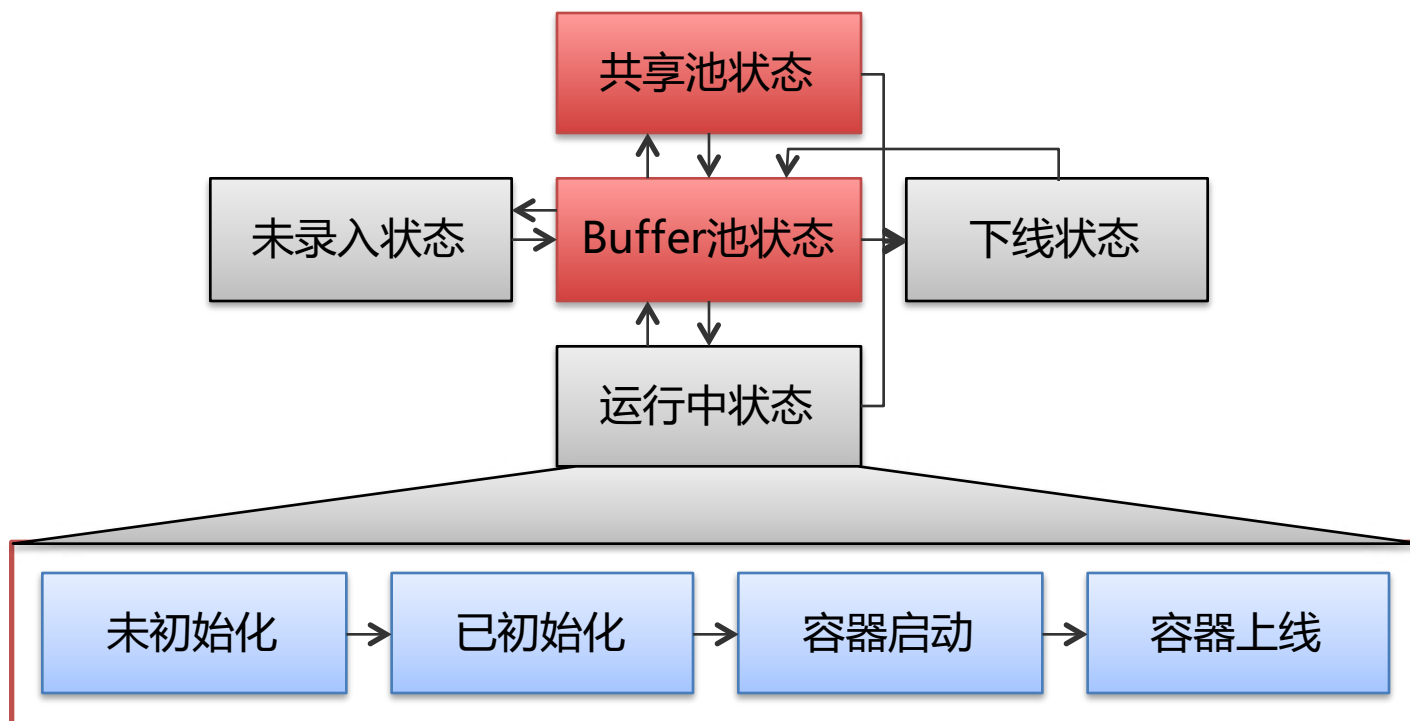 共享池状态
未录入状态
Buffer池状态
下线状态
运行中状态
未初始化
已初始化
容器启动
容器上线